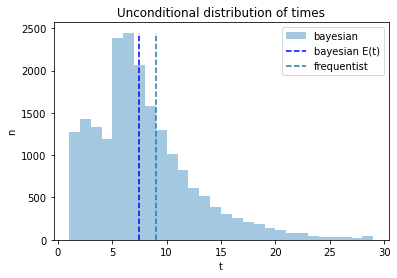 Unconditional distribution of times
bayesian
bayesian E(t)
frequentist
2500
2000
1500
1000
500
0
n
0 5 10 15 20 25 30
t